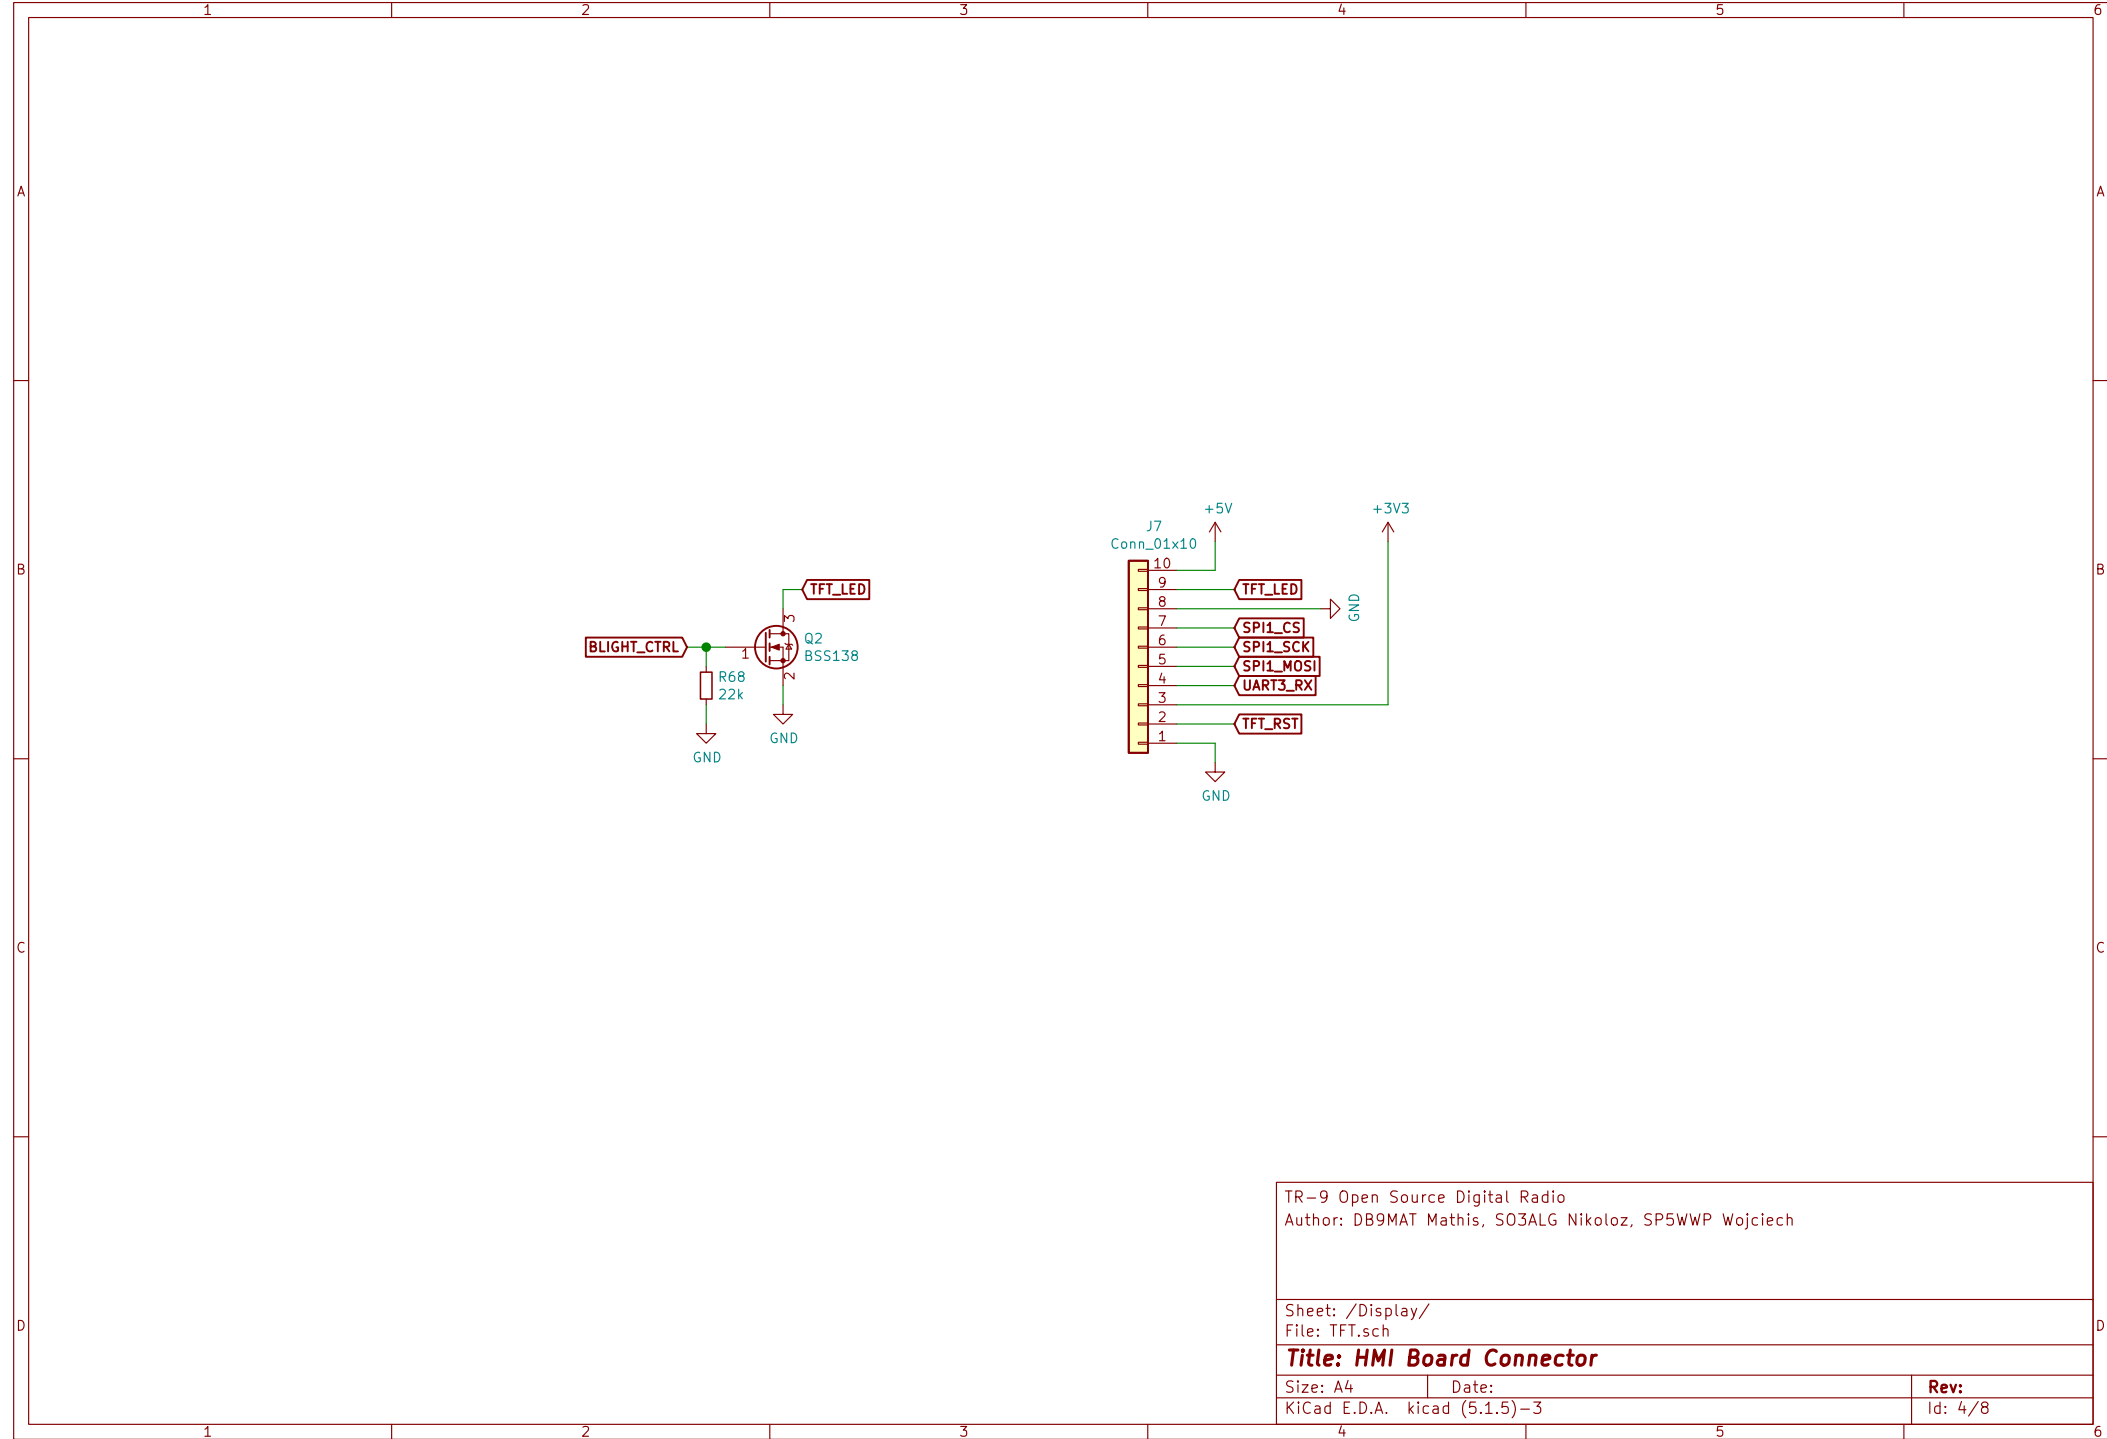 1 2 3 4 5 6
A A
+5V +3V3
J7
Conn_01x10
B B
10
TFT_LED 9 TFT_LED
8 GND
3
7 SPI1_CS
Q2
BLIGHT_CTRL 1 6 SPI1_SCK
BSS138
5 SPI1_MOSI
R68 2
4 UART3_RX
22k
3
2 TFT_RST
GND 1
GND
GND
C C
TR-9 Open Source Digital Radio
Author: DB9MAT Mathis, SO3ALG Nikoloz, SP5WWP Wojciech
Sheet: /Display/
D D
File: TFT.sch
Title: HMI Board Connector
Size: A4 Date: Rev:
KiCad E.D.A. kicad (5.1.5)-3 Id: 4/8
1 2 3 4 5 6